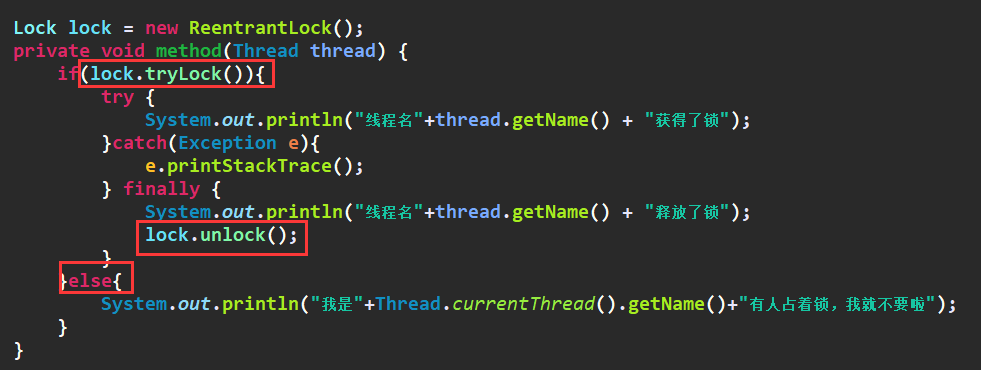 Lock lock = new ReentrantLock();
private void method(Thread thread) {
    if(lock.tryLock()){
        try {
            System.out.println("线程名"+thread.getName() + "获得了锁");
        }catch(Exception e){
            e.printStackTrace();
        } finally {
            System.out.println("线程名"+thread.getName() + "释放了锁");
            lock.unlock();
        }
    }else{
        System.out.println("我是"+Thread.currentThread().getName()+"有人占着锁，我就不要啦");
    }
}